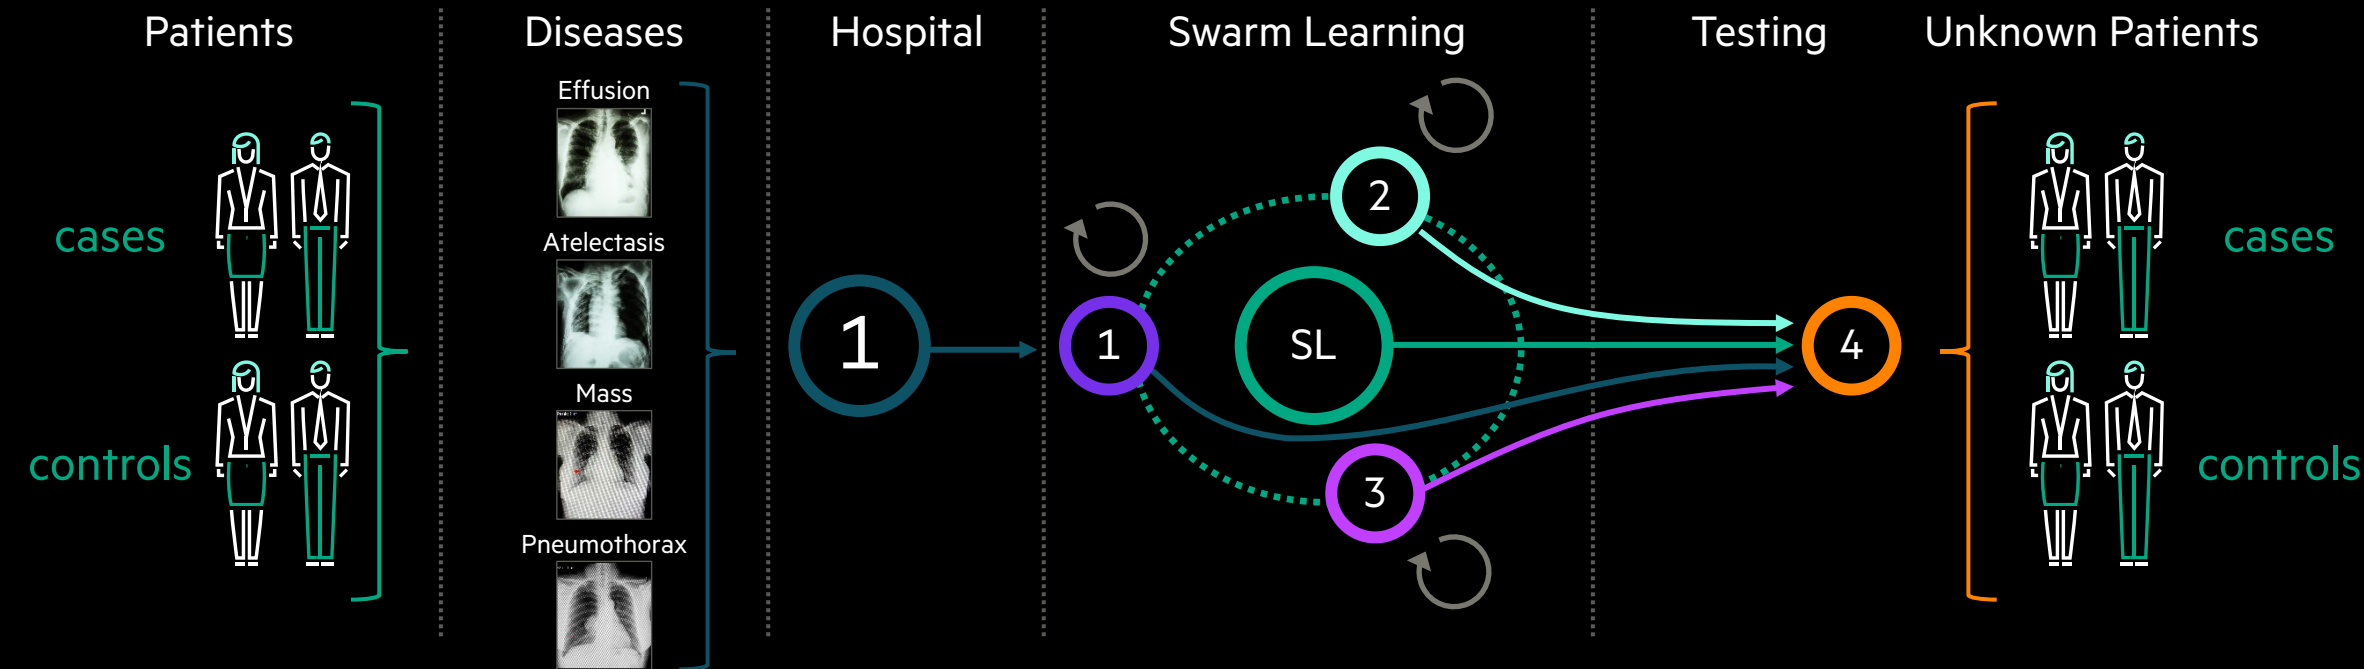 Patients
Diseases
Hospital
Swarm Learning
Testing
Unknown Patients
cases
controls
Effusion
Atelectasis
Mass
Pneumothorax
1
1
2
SL
3
4
cases
controls